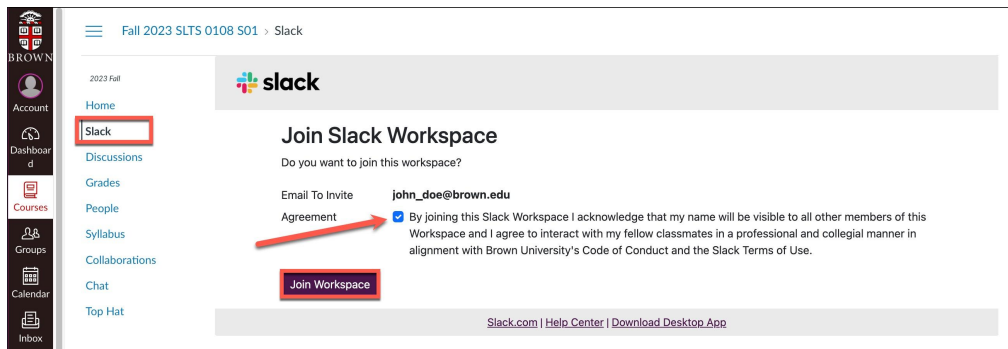 BROWN
Account
Dashboar
d
Courses
Groups
Calendar
Inbox
Fall 2023 SLTS 0108 S01 > Slack
2023 Fall
Home
Slack
Discussions
Grades
People
Syllabus
Collaborations
Chat
Top Hat
slack
Join Slack Workspace
Do you want to join this workspace?
Email To Invite john_doe@brown.edu
Agreement By joining this Slack Workspace I acknowledge that my name will be visible to all other members of this
Workspace and I agree to interact with my fellow classmates in a professional and collegial manner in
alignment with Brown University's Code of Conduct and the Slack Terms of Use.
Join Workspace
Slack.com | Help Center | Download Desktop App